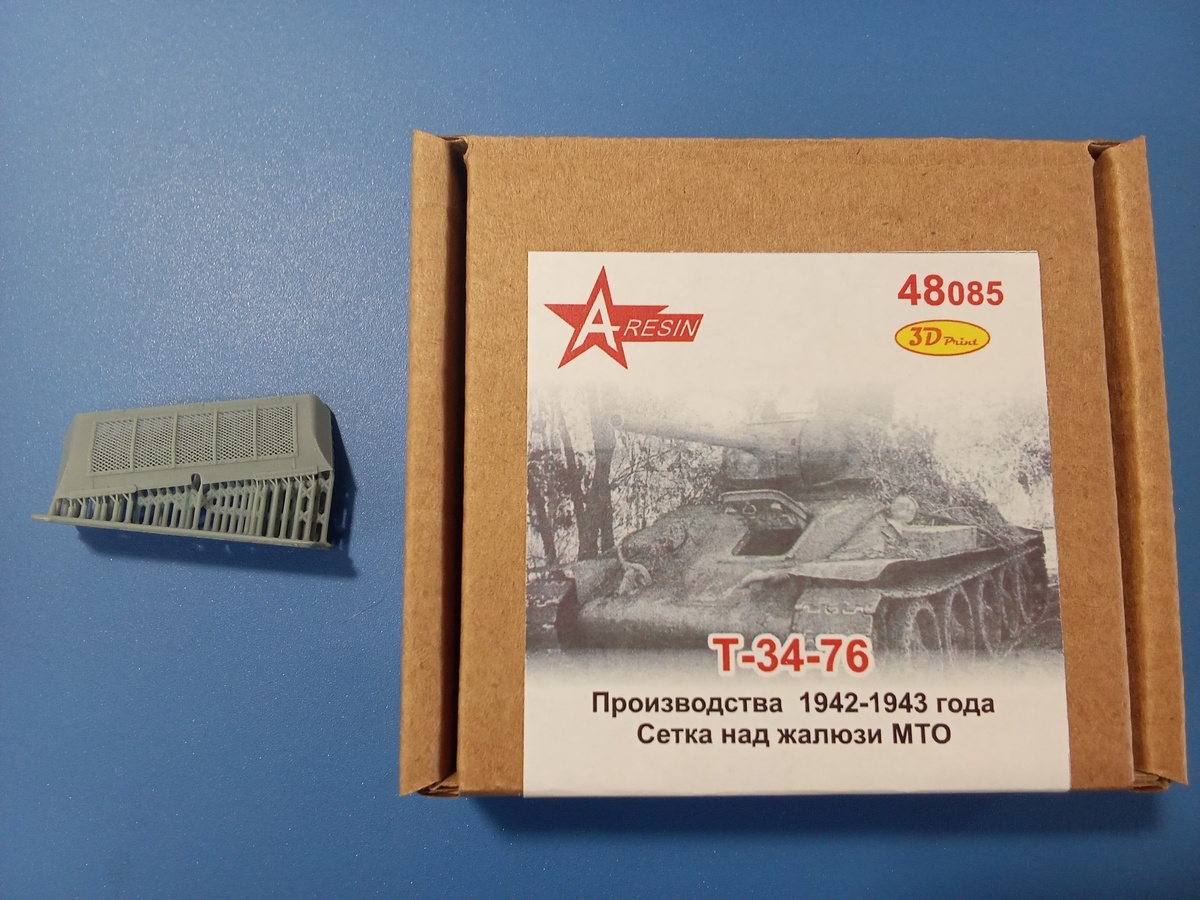 A RESIN
48085
3D Print
Т-34-76
Производства 1942-1943 года
Сетка над жалюзи МТО